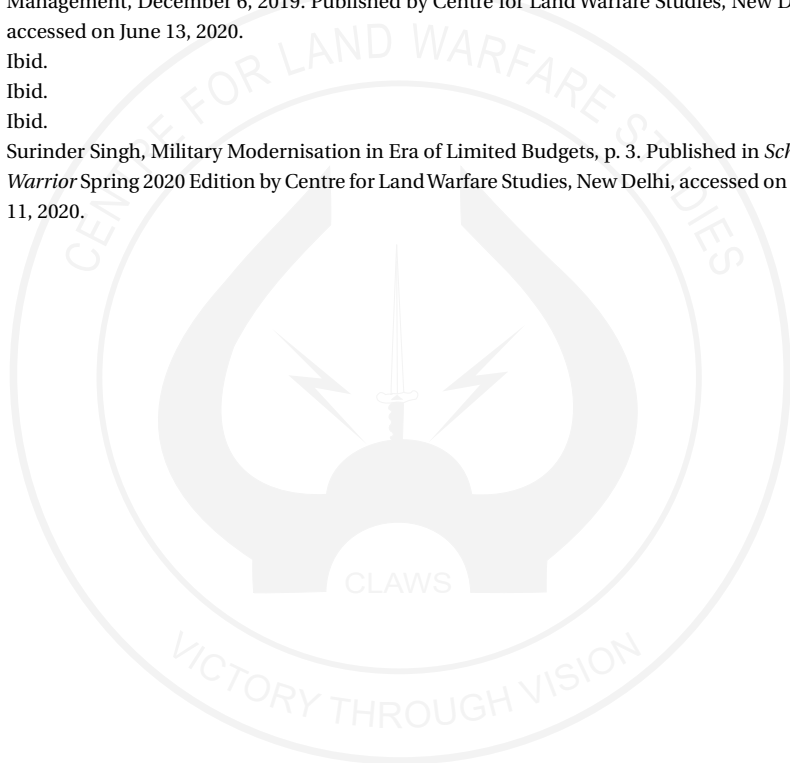 Management, December 6, 2019. Published by Centre for Land Warfare Studies, New D
accessed on June 13, 2020.
Ibid.
Ibid.
Ibid.
Surinder Singh, Military Modernisation in Era of Limited Budgets, p. 3. Published in Sch
Warrior Spring 2020 Edition by Centre for Land Warfare Studies, New Delhi, accessed on
11, 2020.
CENTRE FOR LAND WARFARE STUDIES
CLAWS
VICTORY THROUGH VISION